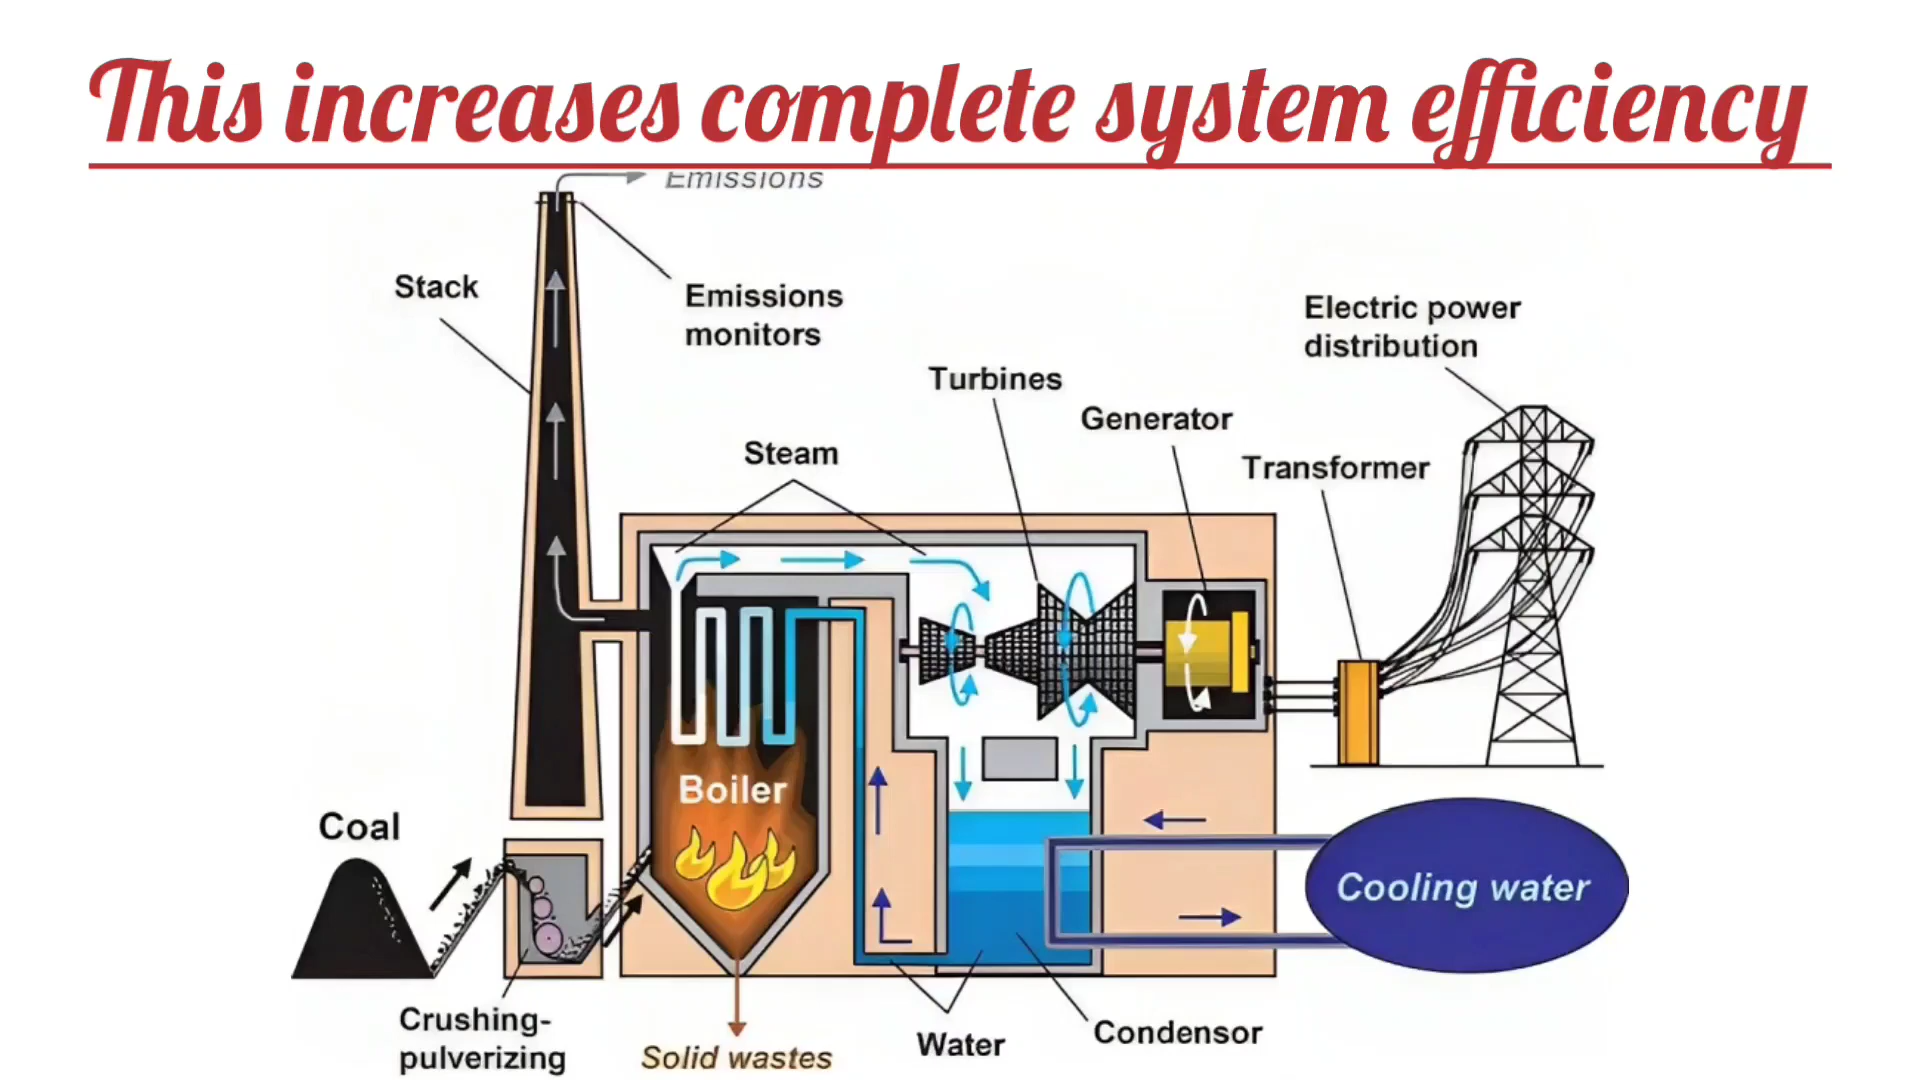 This increases complete system efficiency
Emissions
Stack
Emissions
monitors
Electric power
distribution
Turbines
Generator
Steam
Transformer
Boiler
Coal
Cooling water
Crushing-
pulverizing
Solid wastes
Water
Condensor